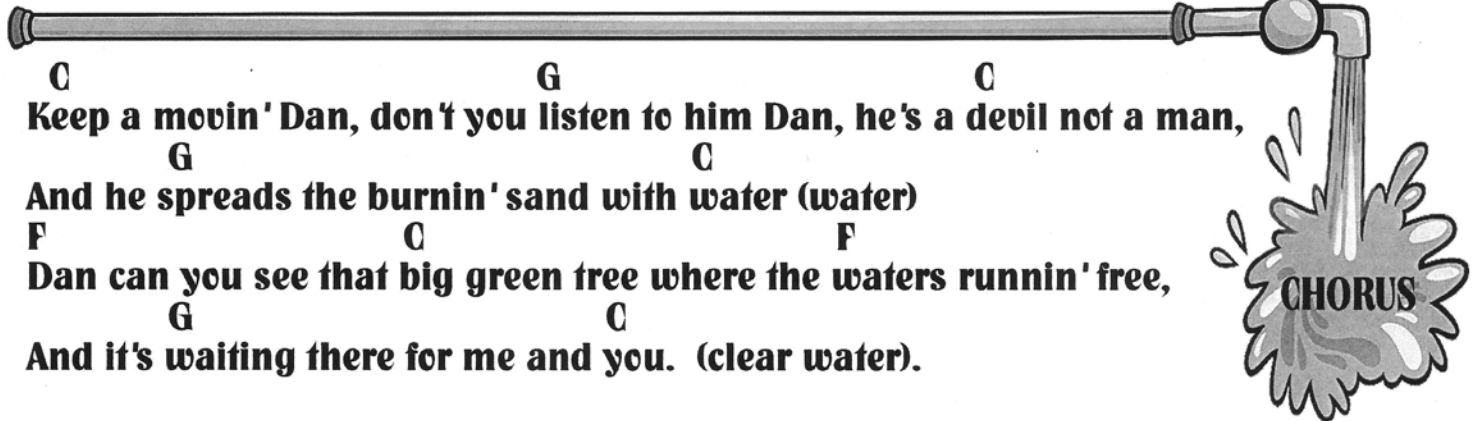 C G C
Keep a movin' Dan, don't you listen to him Dan, he's a devil not a man,
G C
And he spreads the burnin' sand with water (water)
F C F
Dan can you see that big green tree where the waters runnin' free,
G C
And it's waiting there for me and you. (clear water).
CHORUS